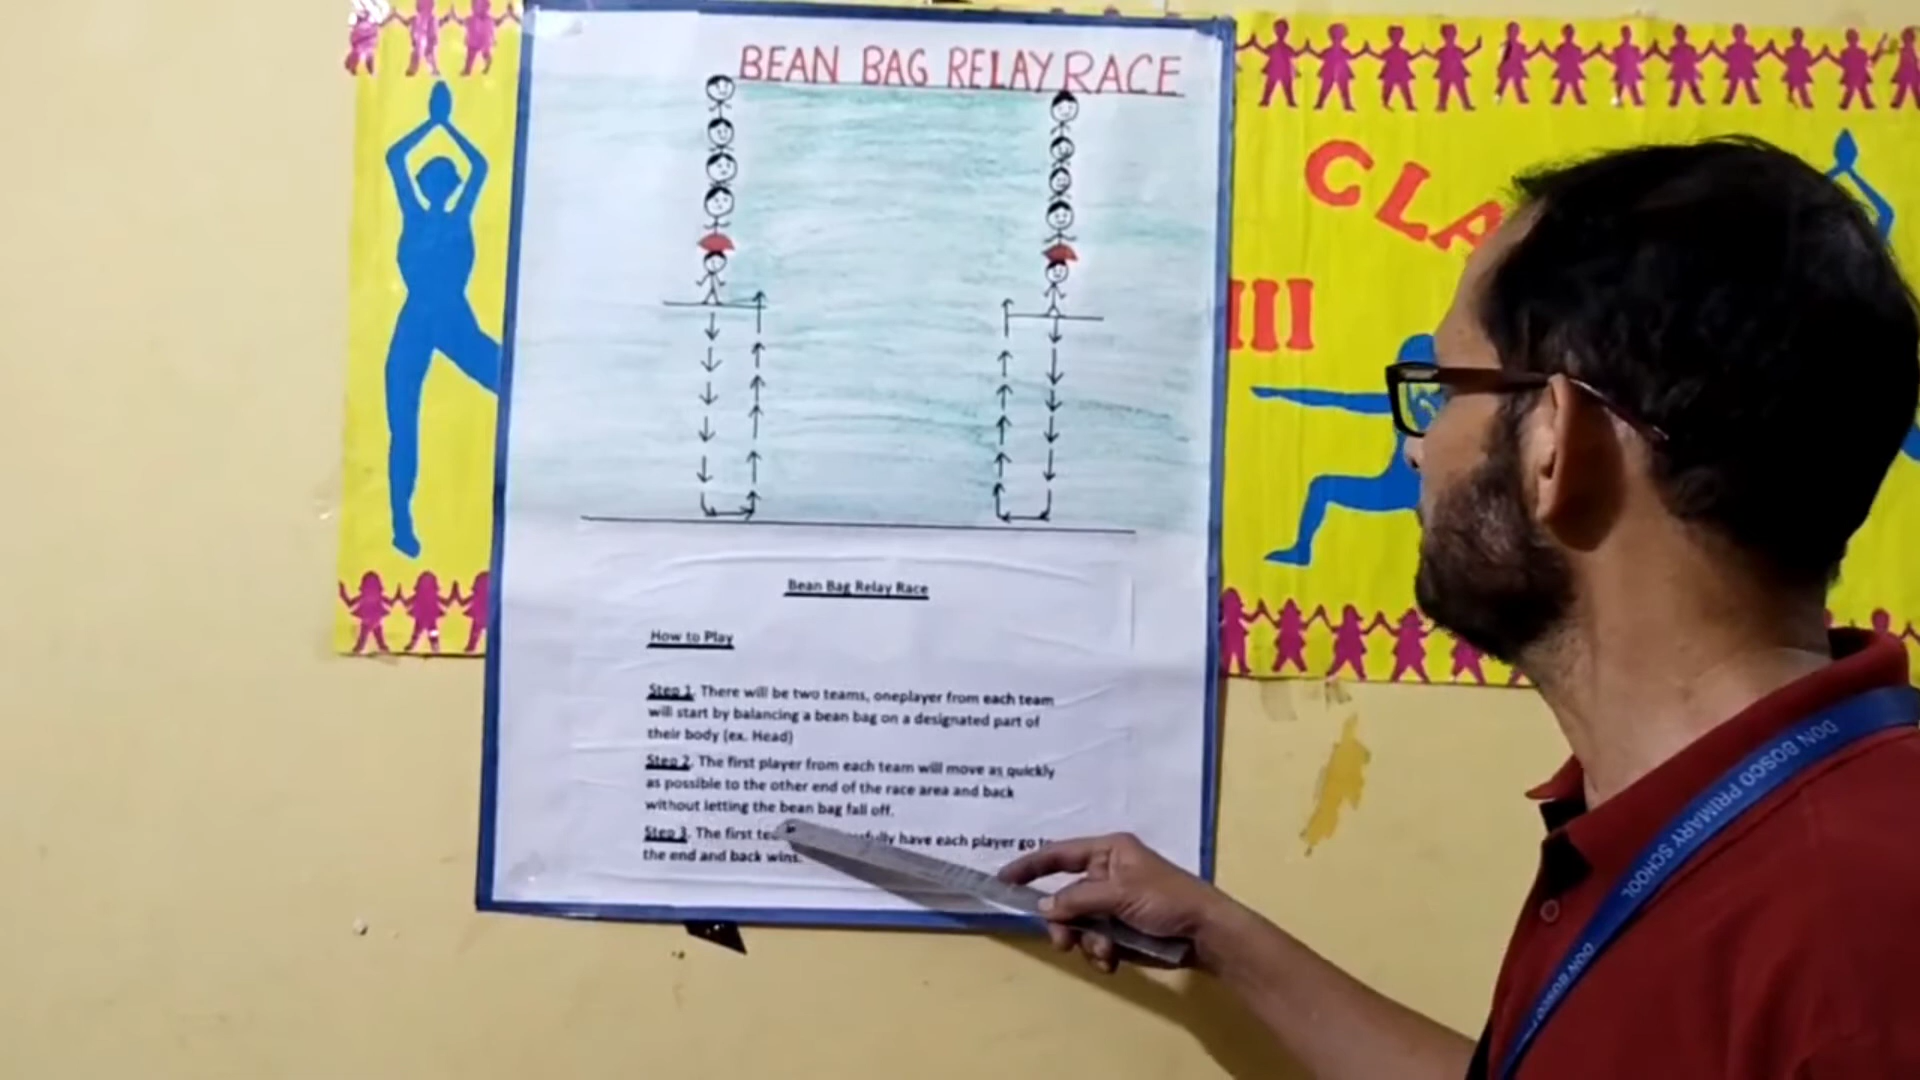 BEAN BAG RELAY RACE
CLA
III
Bean Bag Relay Race
How to Play
Step 1. There will be two teams, oneplayer from each team
will start by balancing a bean bag on a designated part of
their body (ex. Head)
Step 2. The first player from each team will move as quickly
as possible to the other end of the race area and back
without letting the bean bag fall off.
Step 3. The first have each player go to
the end and back wins.
DON BOSCO PRIMARY SCHOOL
DON BOSCO